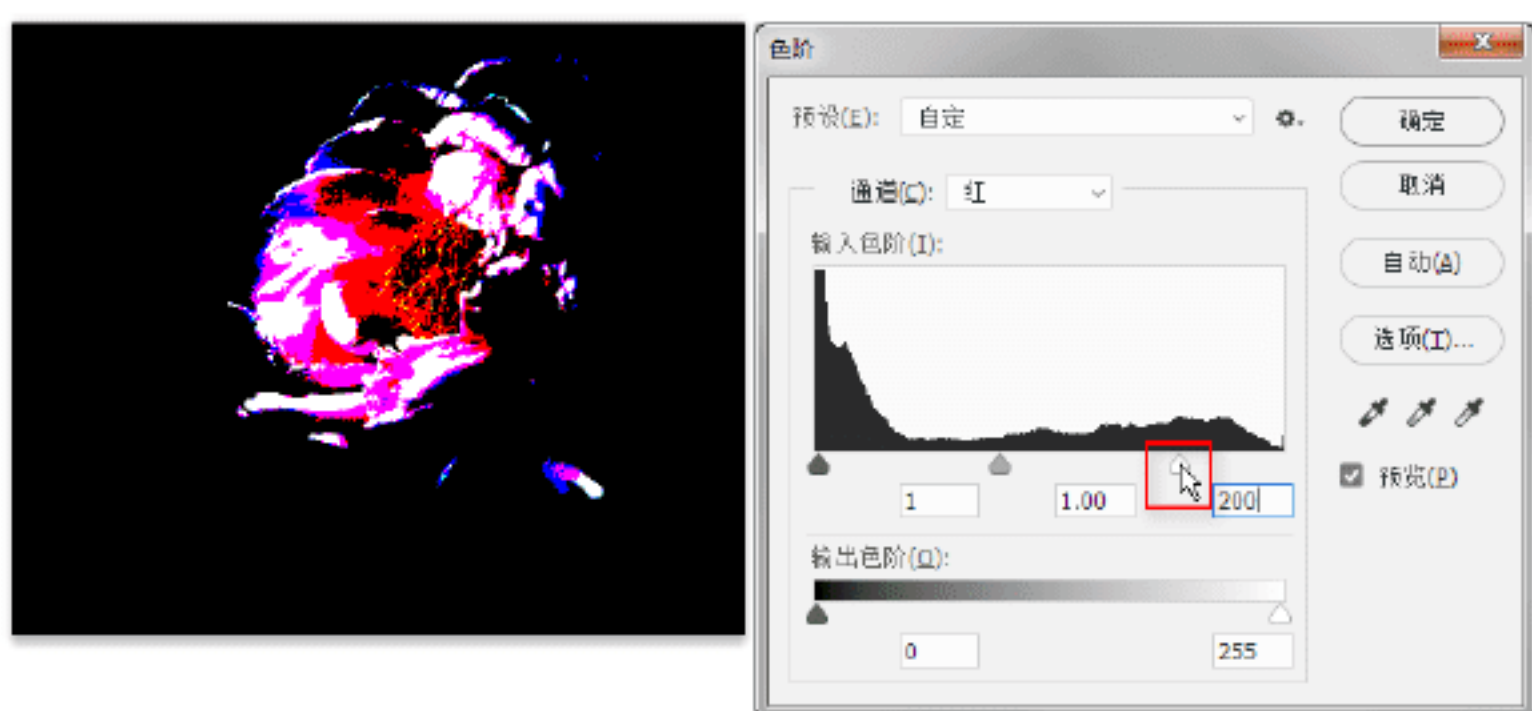 色阶
预设(E): 自定
确定
取消
通道(C): 红
输入色阶(I):
自动(A)
选项(T)...
预览(P)
1 1.00 200
输出色阶(O):
0 255